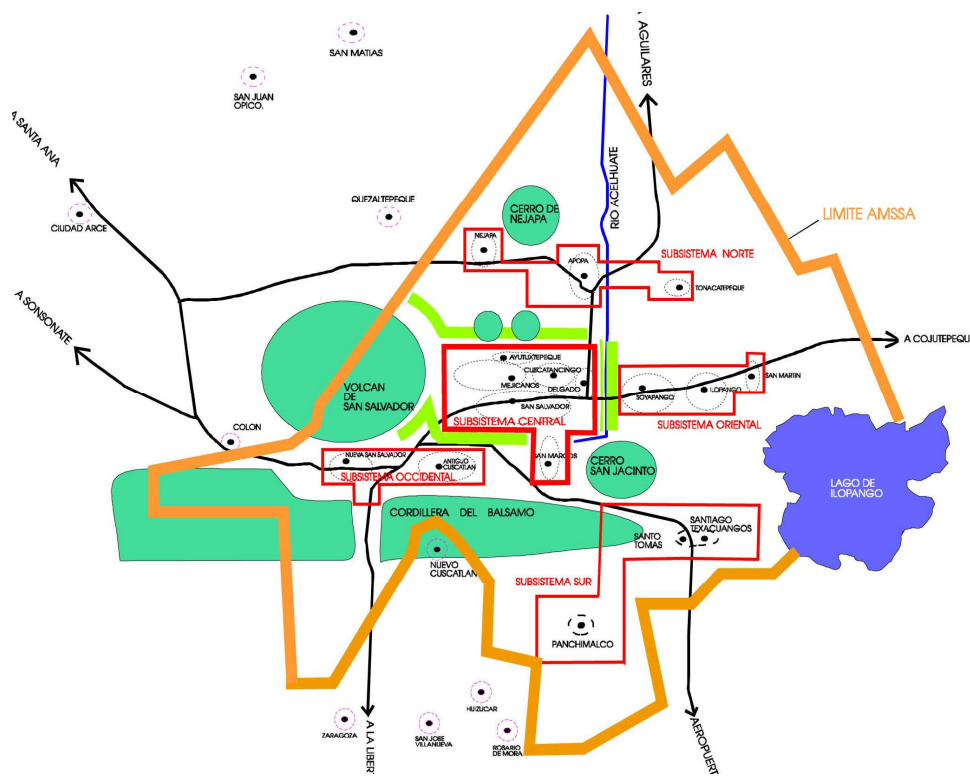 SAN MATIAS
SAN JUAN
OPICO.
A AGUILARES
A SANTA ANA
RIO ACELHUATE
QUEZALTEPEQUE
CERRO DE
NEJAPA
LIMITE AMSSA
CIUDAD ARCE
NEJAPA
SUBSISTEMA NORTE
APOPA
TONACATEPEQUE
A SONSONATE
A COJUTEPEQU
AYUTUXTEPEQUE
CUSCATANCINGO
MEJICANOS
DELGADO
SAN MARTIN
ILOPANGO
SOYAPANGO
VOLCAN
DE
SAN SALVADOR
SAN SALVADOR
SUBSISTEMA CENTRAL
SUBSISTEMA ORIENTAL
COLON
NUEVA SAN SALVADOR
ANTIGUO
CUSCATLAN
SUBSISTEMA OCCIDENTAL
SAN MARCOS
CERRO
SAN JACINTO
LAGO DE
ILOPANGO
CORDILLERA DEL BALSAMO
SANTIAGO
TEXACUANGOS
SANTO
TOMAS
NUEVO
CUSCATLAN
SUBSISTEMA SUR
PANCHIMALCO
HUIZUCAR
ZARAGOZA
A LA LIBERT
SAN JOSE
VILLANUEVA
ROSARIO
DE MORA
AEROPUERT